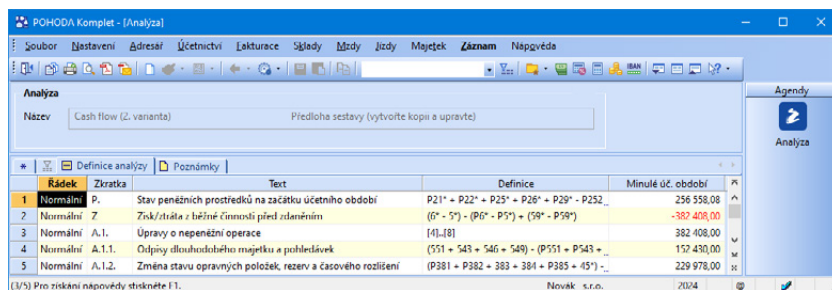 POHODA Komplet - [Analýza]
Soubor Nastavení Adresář Účetnictví Fakturace Sklady Mzdy Jízdy Majetek Záznam Nápověda
IBAN
Analýza
Název Cash flow (2. varianta) Předloha sestavy (vytvořte kopii a upravte)
Agendy
Analýza
* Definice analýzy Poznámky
Řádek Zkratka Text Definice Minulé úč. období
1 Normální P. Stav peněžních prostředků na začátku účetního období P21* + P22* + P25* + P26* + P29* - P252... 256 558,08
2 Normální Z Zisk/ztráta z běžné činnosti před zdaněním (6* - 5*) - (P6* - P5*) + (59* - P59*) -382 408,00
3 Normální A.1. Úpravy o nepeněžní operace [4]..[8] 382 408,00
4 Normální A.1.1. Odpisy dlouhodobého majetku a pohledávek (551 + 543 + 546 + 549) - (P551 + P543 + ... 152 430,00
5 Normální A.1.2. Změna stavu opravných položek, rezerv a časového rozlišení (P381 + P382 + 383 + 384 + P385 + 45*) -... 229 978,00
(3/5) Pro získání nápovědy stiskněte F1. Novák s.r.o. 2024 @